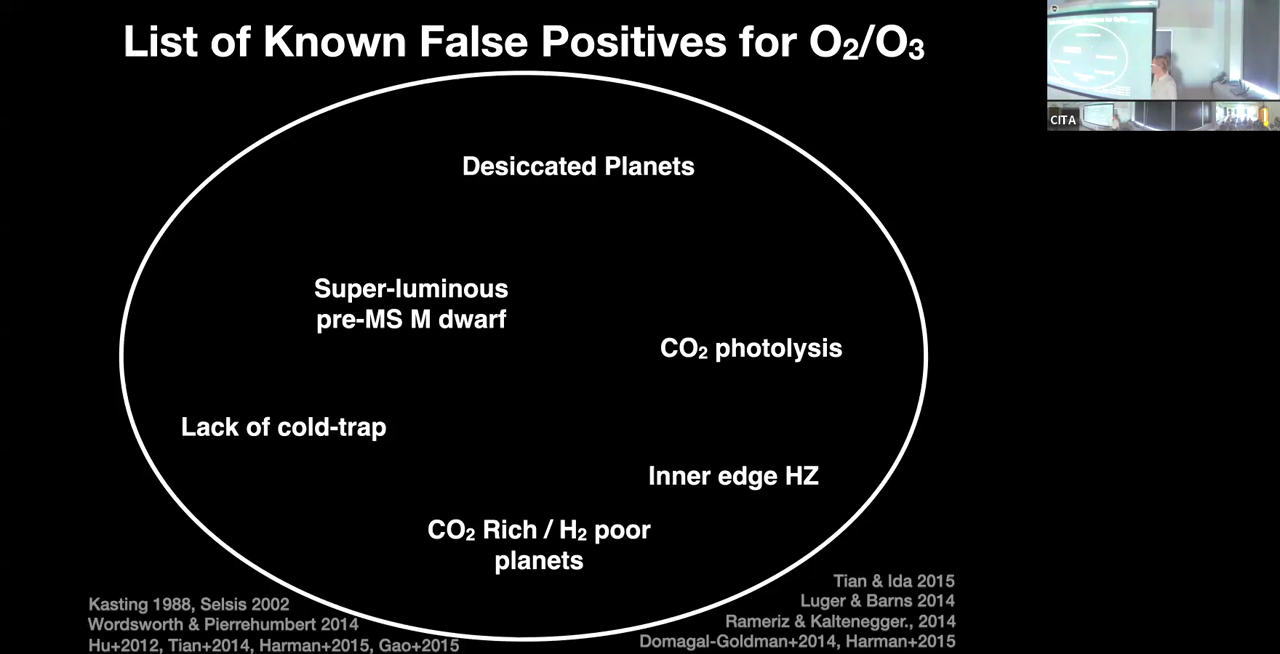 List of Known False Positives for O₂/O₃
Desiccated Planets
Super-luminous
pre-MS M dwarf
CO₂ photolysis
Lack of cold-trap
Inner edge HZ
CO₂ Rich / H₂ poor
planets
Kasting 1988, Selsis 2002
Wordsworth & Pierrehumbert 2014
Hu+2012, Tian+2014, Harman+2015, Gao+2015
Tian & Ida 2015
Luger & Barns 2014
Rameriz & Kaltenegger., 2014
Domagal-Goldman+2014, Harman+2015
CITA